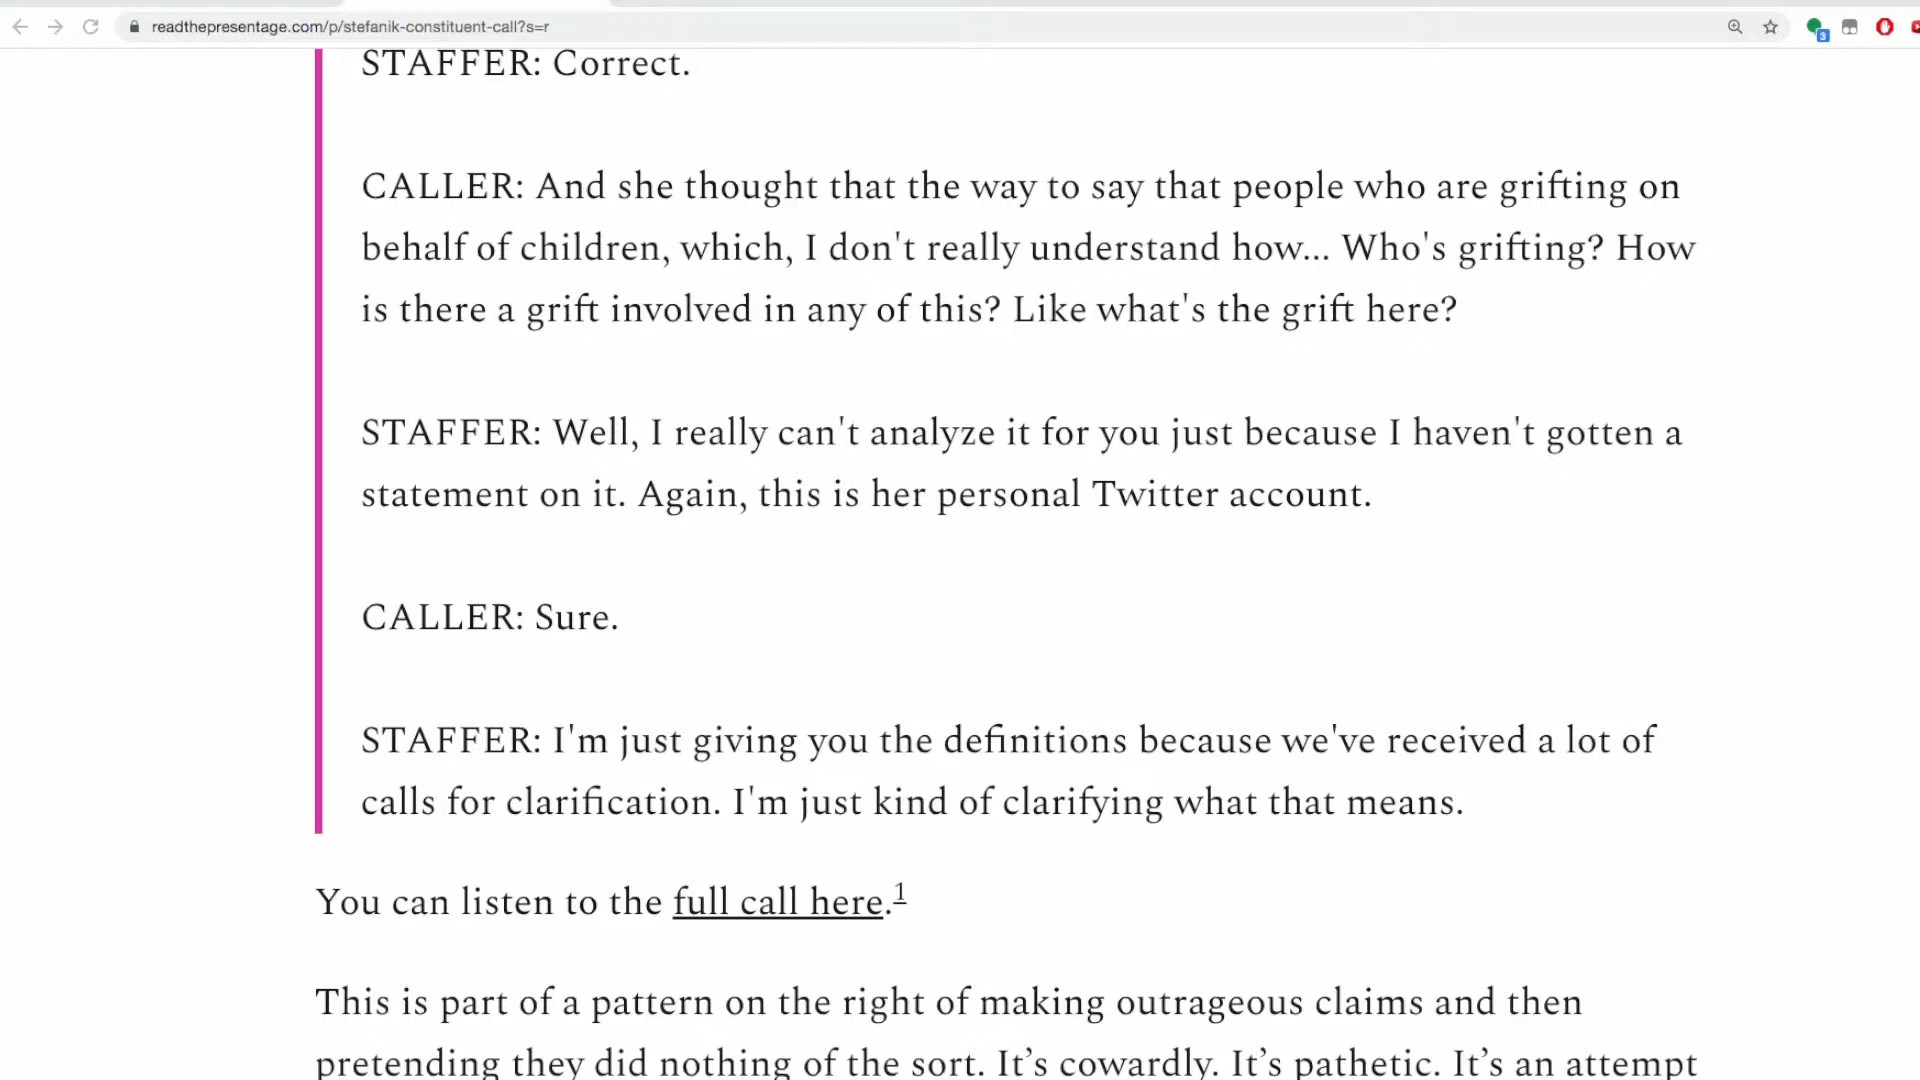 readthepresentage.com/p/stefanik-constituent-call?s=r
3
STAFFER: Correct.
CALLER: And she thought that the way to say that people who are grifting on
behalf of children, which, I don't really understand how... Who's grifting? How
is there a grift involved in any of this? Like what's the grift here?
STAFFER: Well, I really can't analyze it for you just because I haven't gotten a
statement on it. Again, this is her personal Twitter account.
CALLER: Sure.
STAFFER: I'm just giving you the definitions because we've received a lot of
calls for clarification. I'm just kind of clarifying what that means.
You can listen to the full call here.1
This is part of a pattern on the right of making outrageous claims and then
pretending they did nothing of the sort. It’s cowardly. It’s pathetic. It’s an attempt